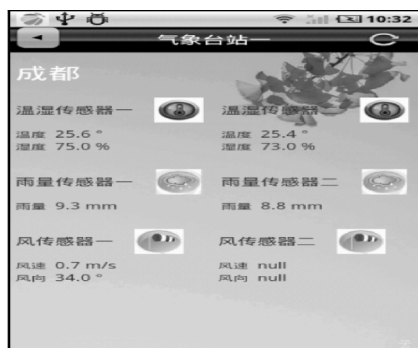 10:32
气象台站一
成都
温湿传感器一
温湿传感器
温度 25.6 °
湿度 75.0 %
温度 25.4 °
湿度 73.0 %
雨量传感器一
雨量传感器二
雨量 9.3 mm
雨量 8.8 mm
风传感器一
风传感器二
风速 0.7 m/s
风向 34.0 °
风速 null
风向 null